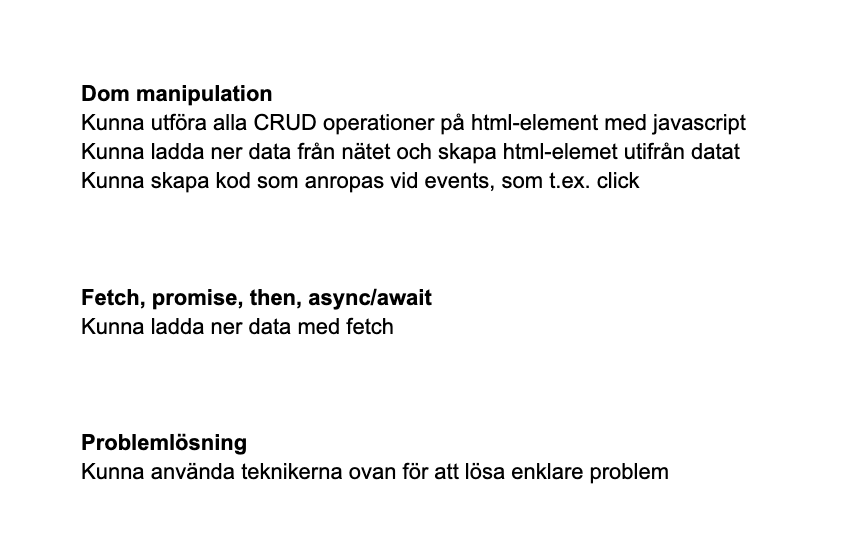 Dom manipulation
Kunna utföra alla CRUD operationer på html-element med javascript
Kunna ladda ner data från nätet och skapa html-elemet utifrån datat
Kunna skapa kod som anropas vid events, som t.ex. click
Fetch, promise, then, async/await
Kunna ladda ner data med fetch
Problemlösning
Kunna använda teknikerna ovan för att lösa enklare problem